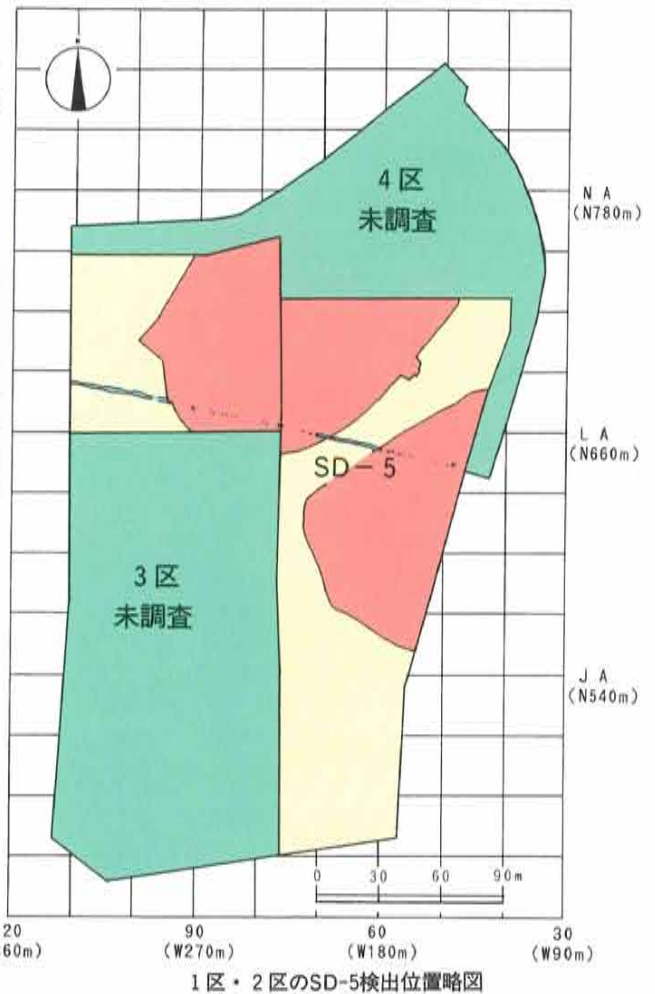 4区
未調査
N A
(N780m)
L A
(N660m)
SD-5
3区
未調査
J A
(N540m)
0 30 60 90m
20 90 60 30
60m) (W270m) (W180m) (W90m)
1区・2区のSD-5検出位置略図